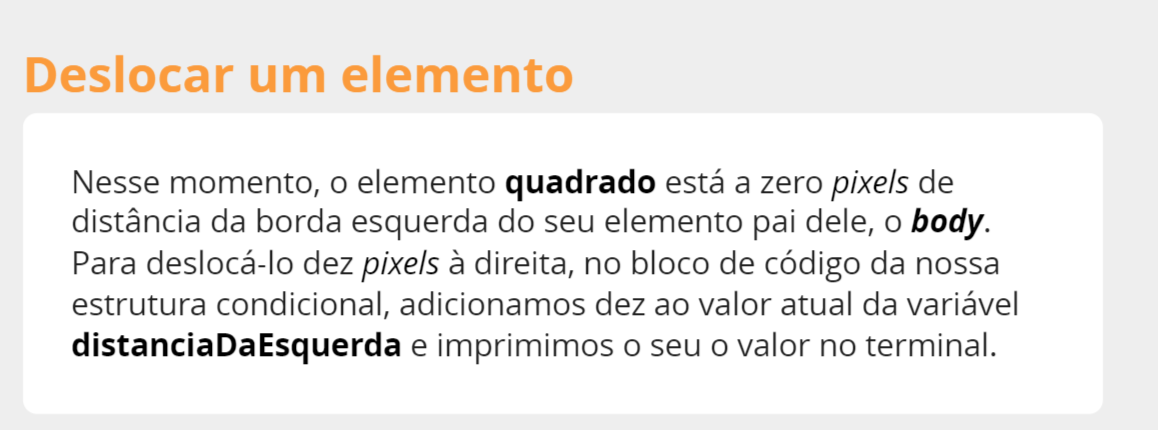 Deslocar um elemento
Nesse momento, o elemento quadrado está a zero pixels de
distância da borda esquerda do seu elemento pai dele, o body.
Para deslocá-lo dez pixels à direita, no bloco de código da nossa
estrutura condicional, adicionamos dez ao valor atual da variável
distanciaDaEsquerda e imprimimos o seu o valor no terminal.